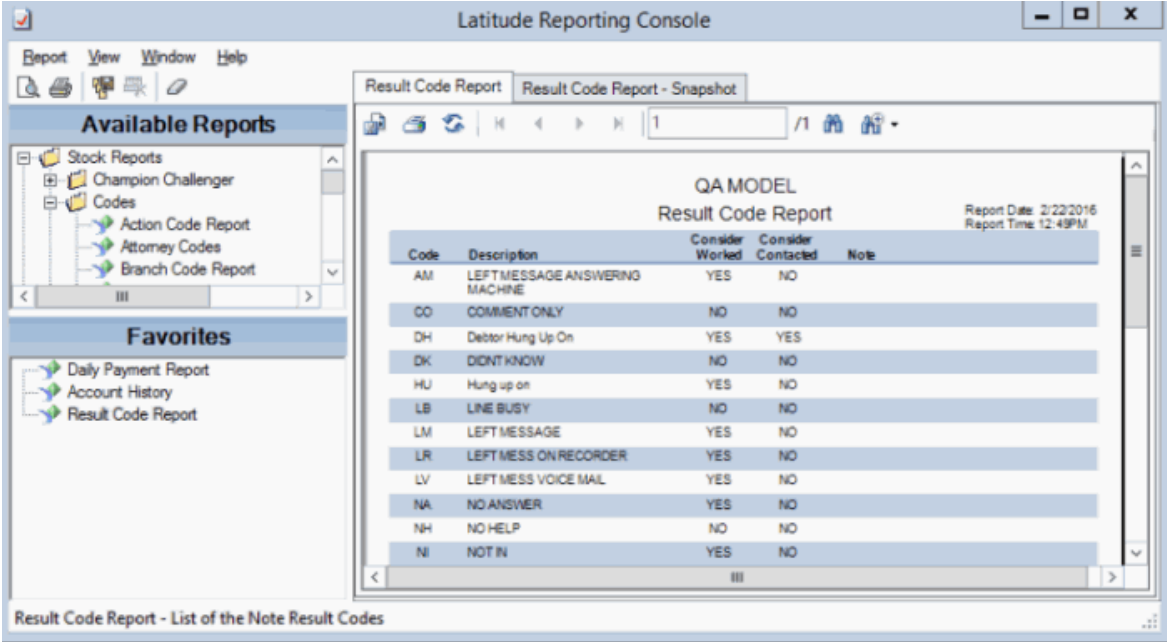 Latitude Reporting Console
Report View Window Help
Available Reports
Stock Reports
Champion Challenger
Codes
Action Code Report
Attorney Codes
Branch Code Report
Favorites
Daily Payment Report
Account History
Result Code Report
Result Code Report Result Code Report - Snapshot
1 /1
QA MODEL
Result Code Report
Report Date: 2/22/2016
Report Time: 12:49PM
Consider Consider
Code Description Worked Contacted Note
AM LEFT MESSAGE ANSWERING YES NO
MACHINE
CO COMMENT ONLY NO NO
DH Debtor Hung Up On YES YES
DK DIDNT KNOW NO NO
HU Hung up on YES NO
LB LINE BUSY NO NO
LM LEFT MESSAGE YES NO
LR LEFT MESS ON RECORDER YES NO
LV LEFT MESS VOICE MAIL YES NO
NA NO ANSWER YES NO
NH NO HELP NO NO
NI NOT IN YES NO
Result Code Report - List of the Note Result Codes